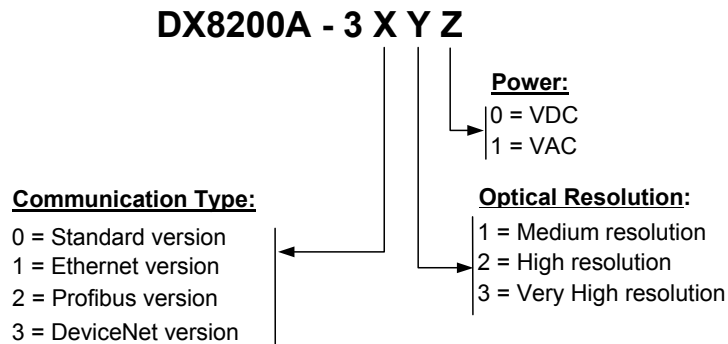 DX8200A - 3 X Y Z
Power:
0 = VDC
1 = VAC
Communication Type:
0 = Standard version
1 = Ethernet version
2 = Profibus version
3 = DeviceNet version
Optical Resolution:
1 = Medium resolution
2 = High resolution
3 = Very High resolution